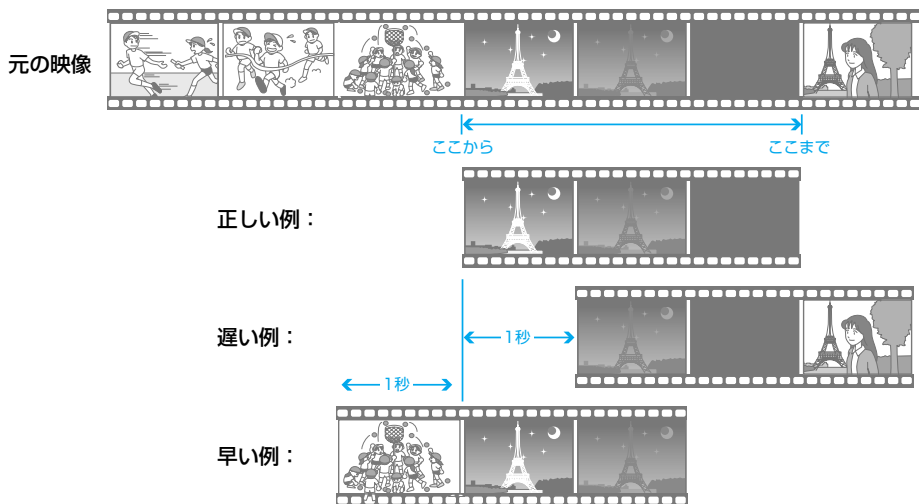 元の映像
ここから
ここまで
正しい例：
遅い例：
1秒
1秒
早い例：